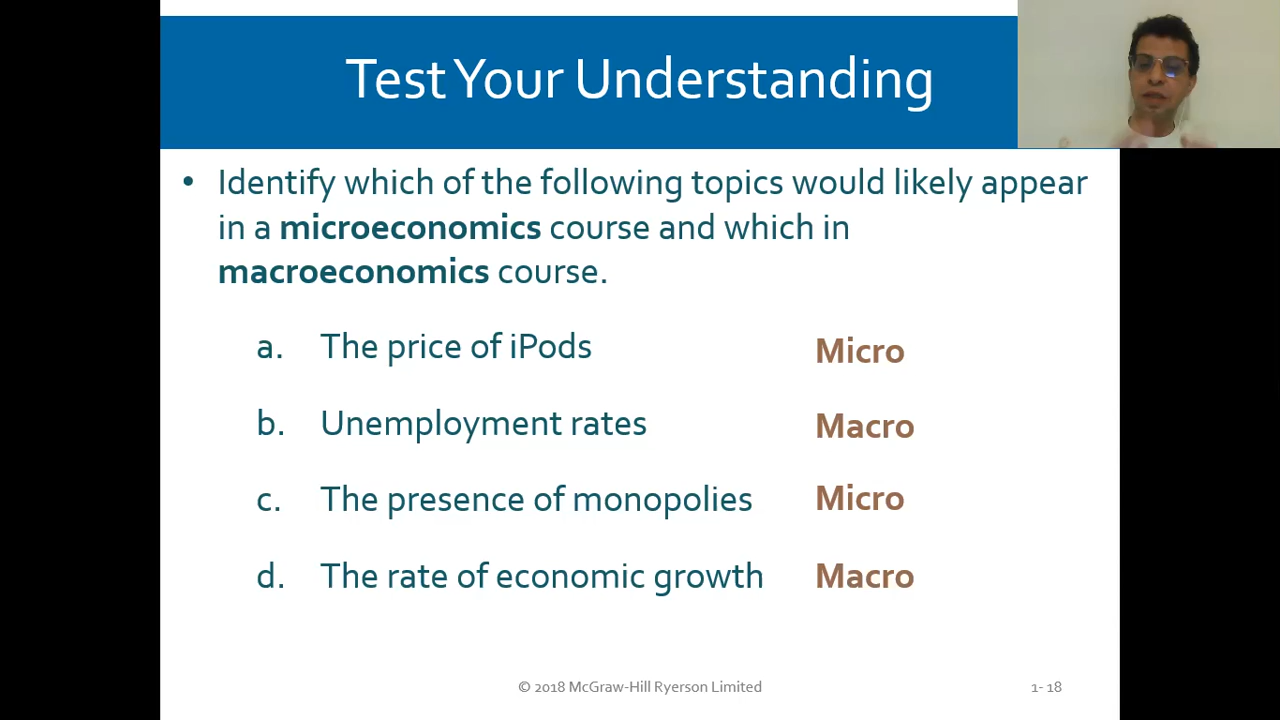 Test Your Understanding
• Identify which of the following topics would likely appear
in a microeconomics course and which in
macroeconomics course.
a. The price of iPods Micro
b. Unemployment rates Macro
c. The presence of monopolies Micro
d. The rate of economic growth Macro
© 2018 McGraw-Hill Ryerson Limited 1- 18